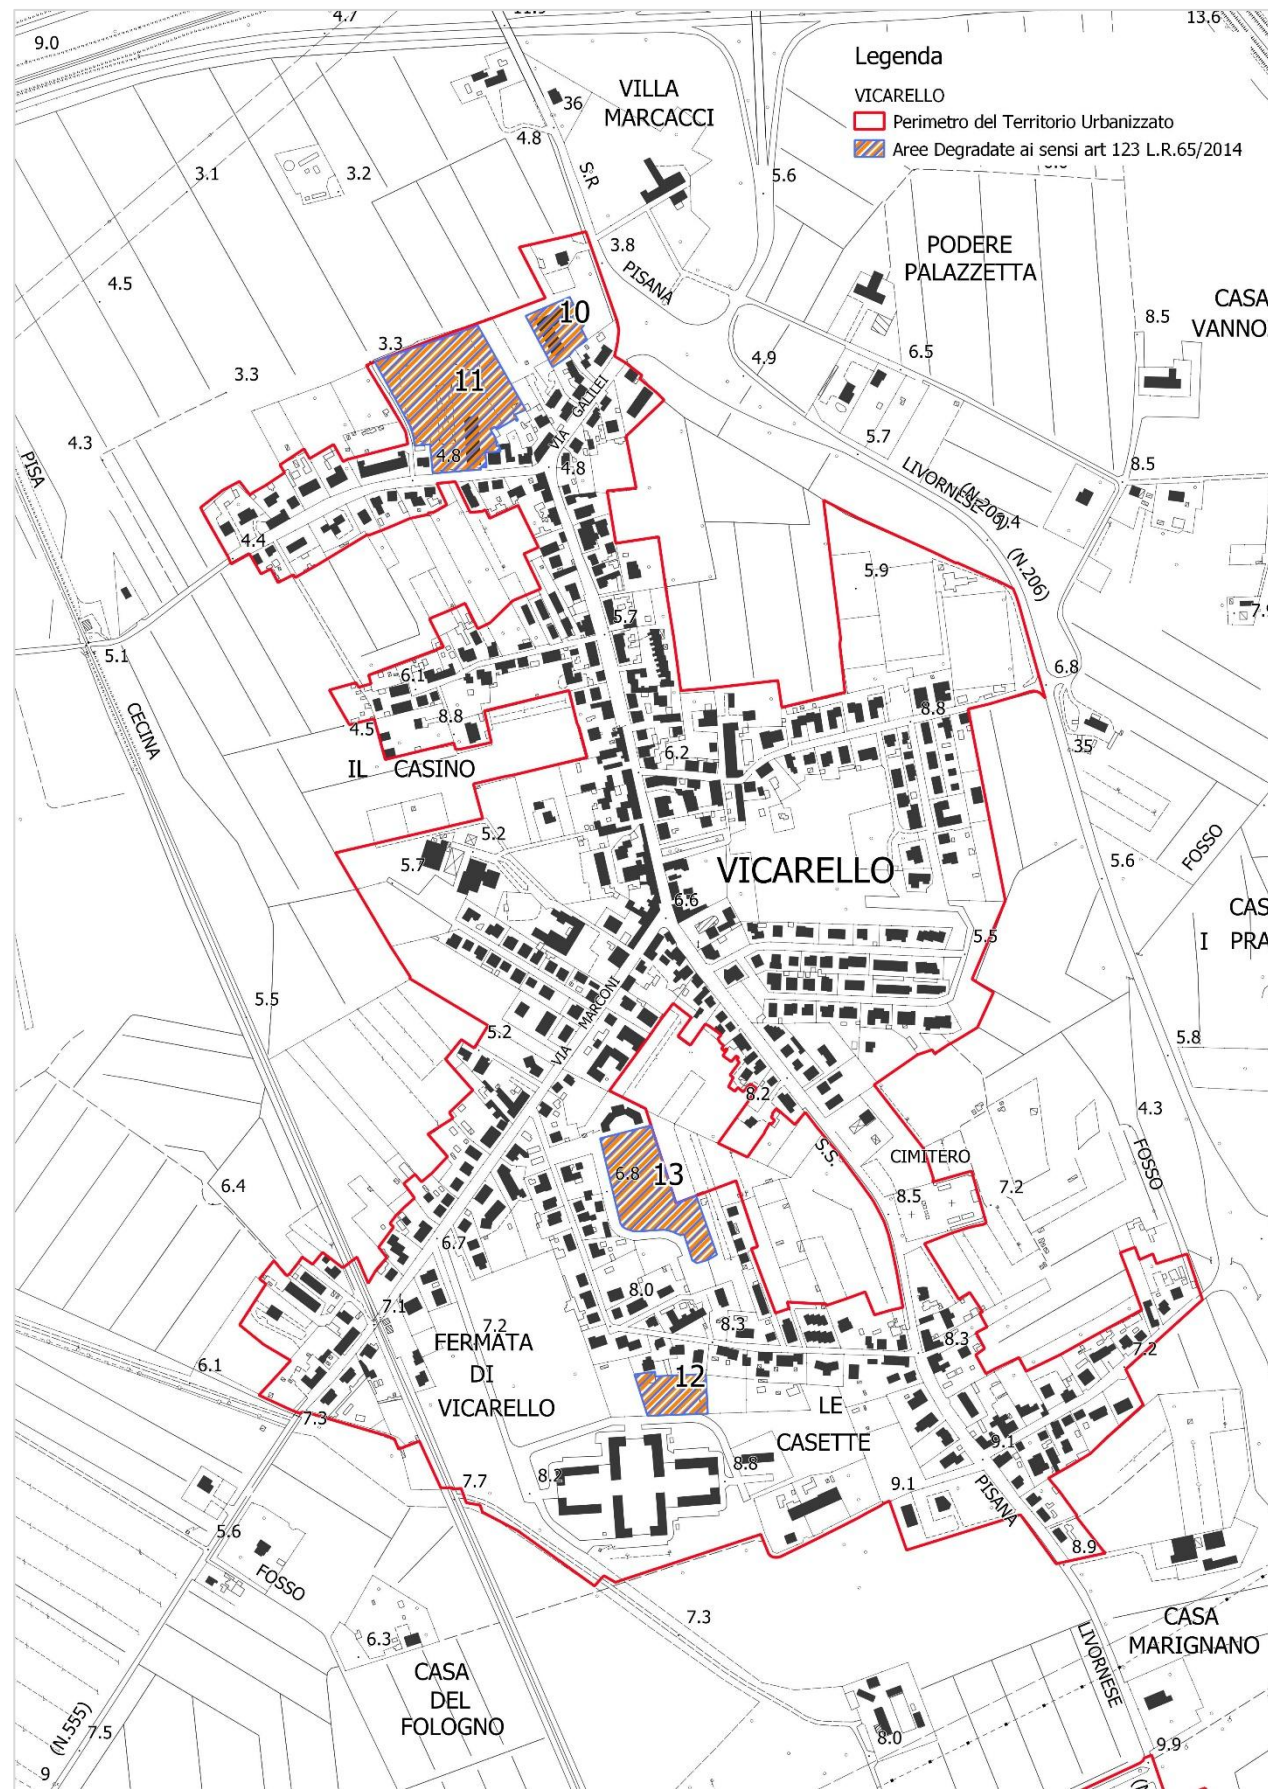 4.7
11.9
13.6
9.0
Legenda
VICARELLO
Perimetro del Territorio Urbanizzato
Aree Degradate ai sensi art 123 L.R.65/2014
VILLA
MARCACCI
36
4.8
3.1
3.2
S.R
5.6
3.8
PISANA
PODERE
PALAZZETTA
4.5
CASA
VANNO
8.5
10
3.3
4.9
6.5
3.3
11
GALILEI
VIA
5.7
4.3
4.8
4.8
PISA
LIVORNESE
(N.206)
8.5
4.4
(N.206)
5.9
5.7
7.9
5.1
6.1
6.8
8.8
8.8
4.5
CECINA
35
6.2
IL CASINO
5.2
5.7
VICARELLO
5.6
FOSSO
6.6
CAS
I PRA
5.5
5.5
MARCONI
VIA
5.2
5.8
8.2
4.3
S.S.
CIMITERO
FOSSO
6.8
13
6.4
8.5
7.2
6.7
8.0
7.1
7.2
8.3
8.3
7.2
FERMATA
DI
VICARELLO
6.1
12
LE
CASETTE
7.3
9.1
8.8
8.2
7.7
9.1
PISANA
5.6
8.9
FOSSO
7.3
6.3
CASA
MARIGNANO
LIVORNESE
CASA
DEL
FOLOGNO
(N.555)
7.5
8.0
9.9
9